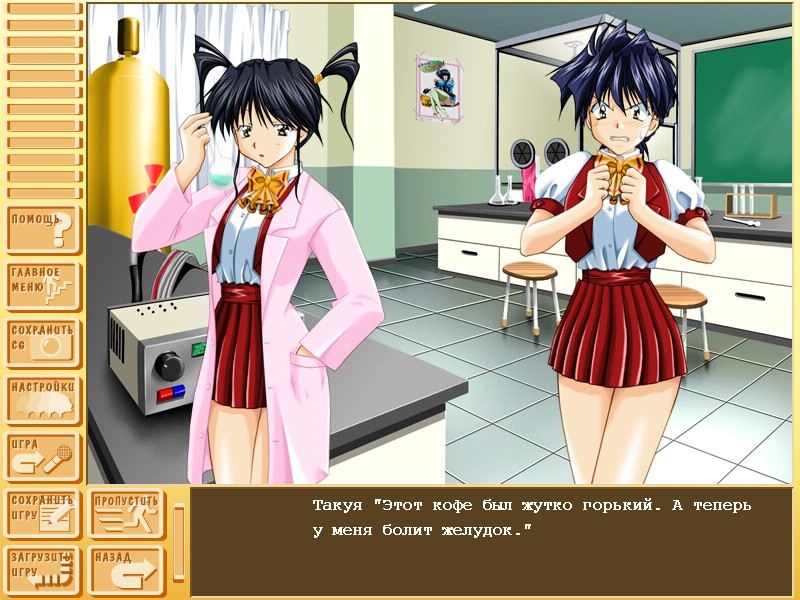 ПОМОЩЬ
ГЛАВНОЕ
МЕНЮ
СОХРАНИТЬ
CG
НАСТРОЙКИ
ИГРА
СОХРАНИТЬ
ИГРУ
ПРОПУСТИТЬ
ЗАГРУЗИТЬ
ИГРУ
НАЗАД
Такуя "Этот кофе был жутко горький. А теперь
у меня болит желудок."